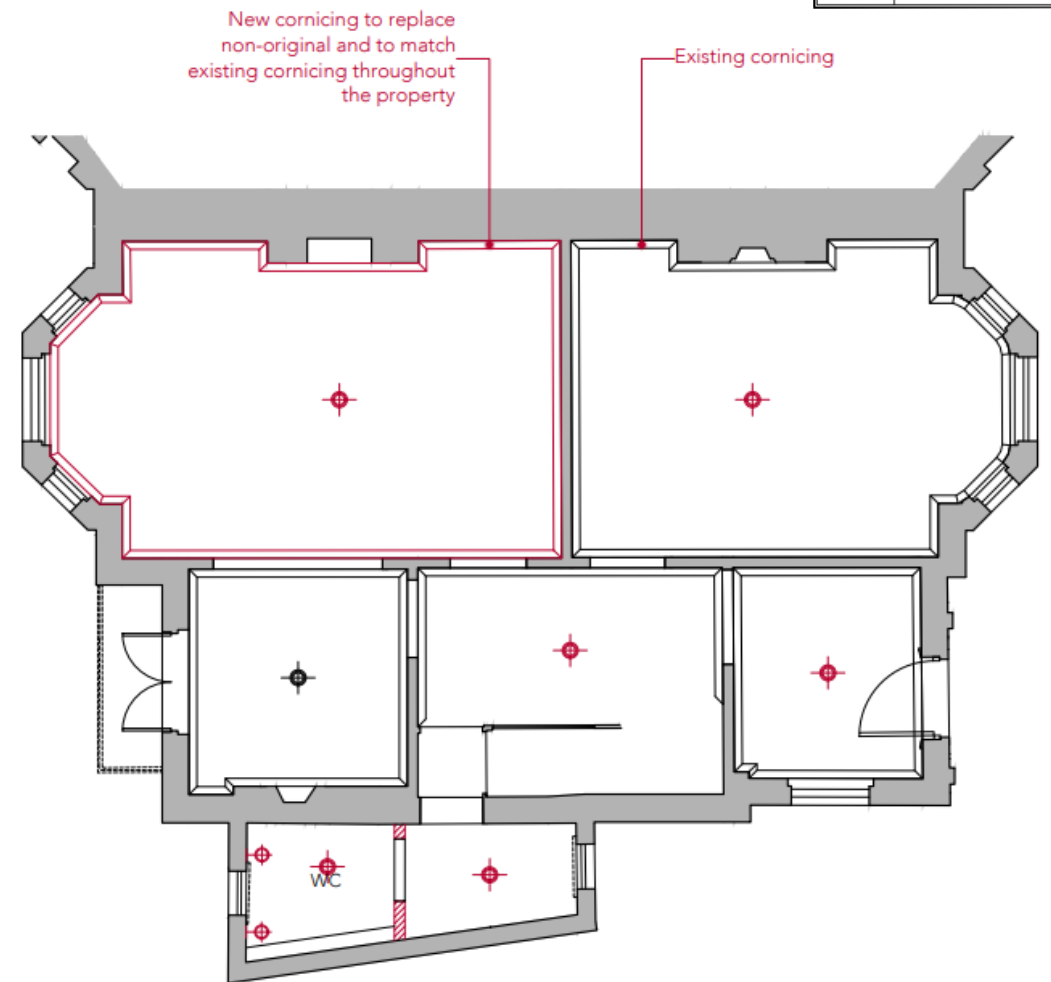 New cornicing to replace
non-original and to match
existing cornicing throughout
the property
Existing cornicing
WC